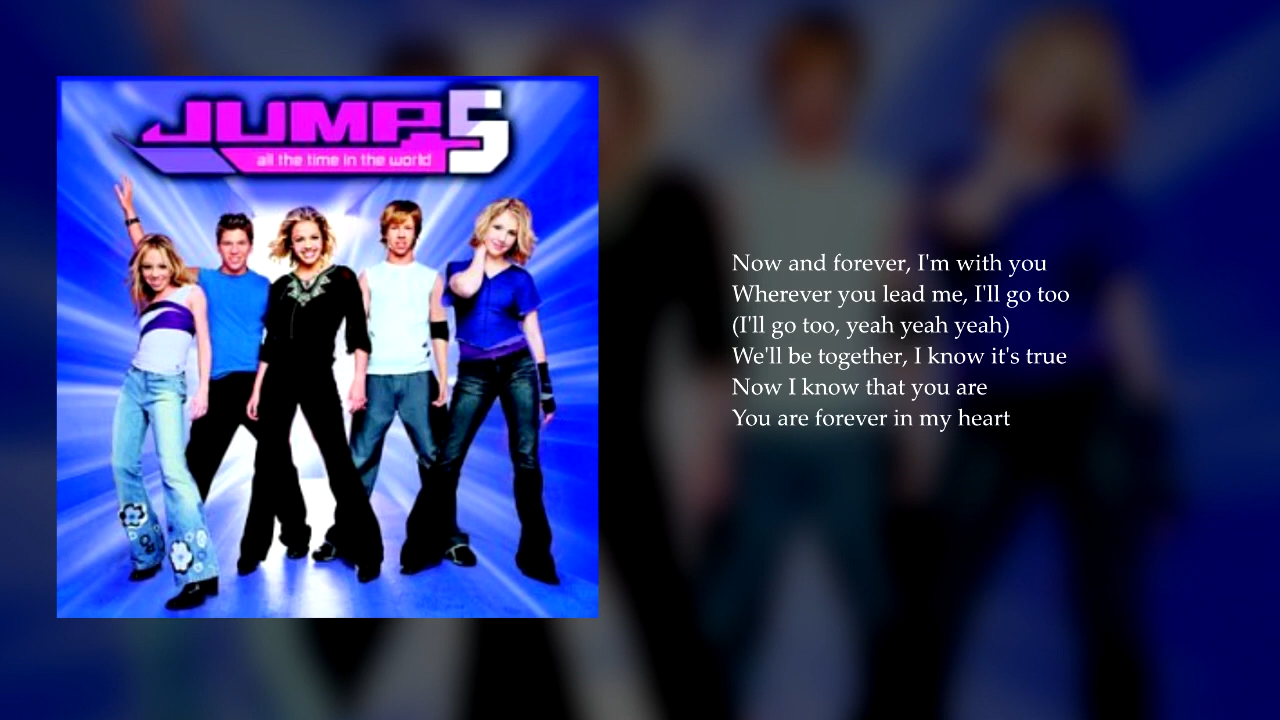 JUMP5
all the time in the world
Now and forever, I'm with you
Wherever you lead me, I'll go too
(I'll go too, yeah yeah yeah)
We'll be together, I know it's true
Now I know that you are
You are forever in my heart